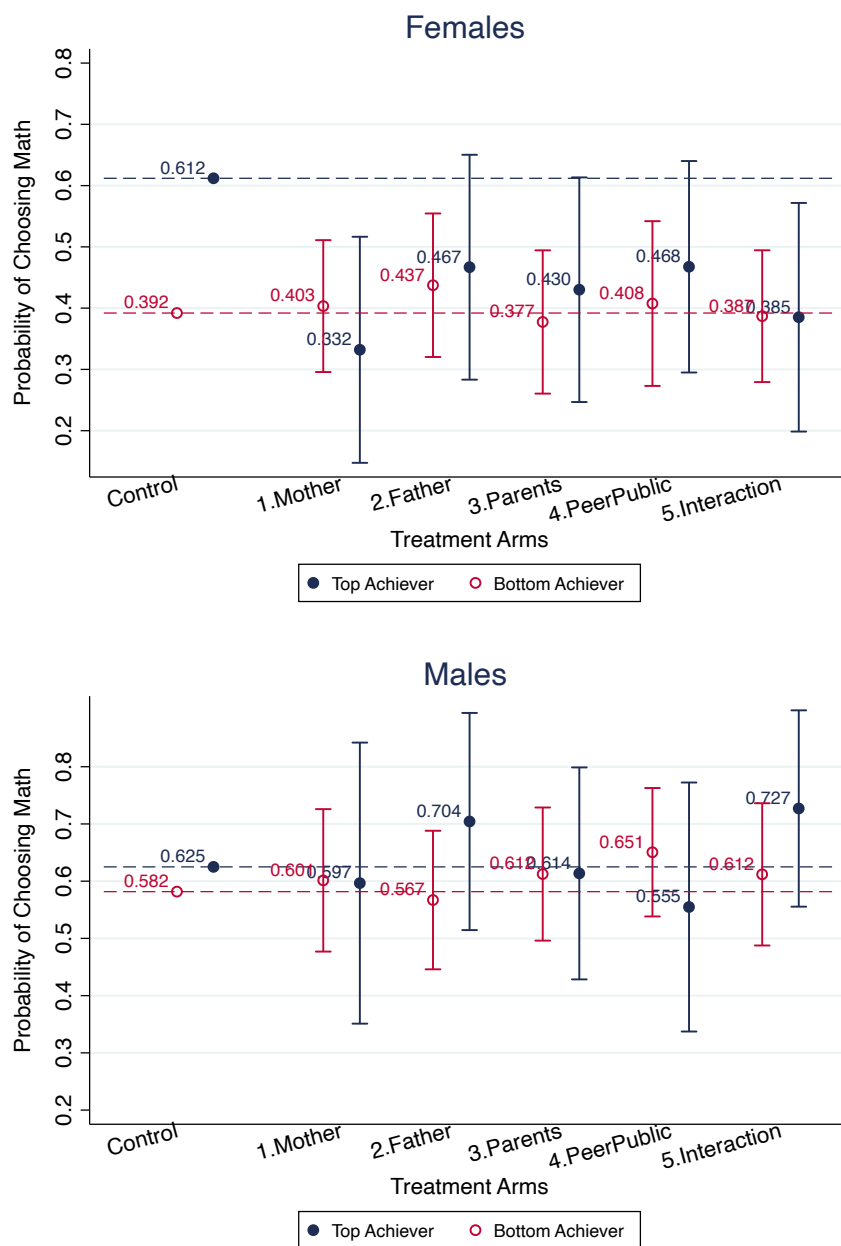 Females
Probability of Choosing Math
0.8
0.7
0.6
0.5
0.4
0.3
0.2
0.612
0.392
0.403
0.332
0.437
0.467
0.377
0.430
0.408
0.468
0.387
0.385
Control
1.Mother
2.Father
3.Parents
4.PeerPublic
5.Interaction
Treatment Arms
Top Achiever Bottom Achiever
Males
Probability of Choosing Math
0.8
0.7
0.6
0.5
0.4
0.3
0.2
0.625
0.582
0.601
0.597
0.567
0.704
0.612
0.614
0.651
0.555
0.612
0.727
Control
1.Mother
2.Father
3.Parents
4.PeerPublic
5.Interaction
Treatment Arms
Top Achiever Bottom Achiever